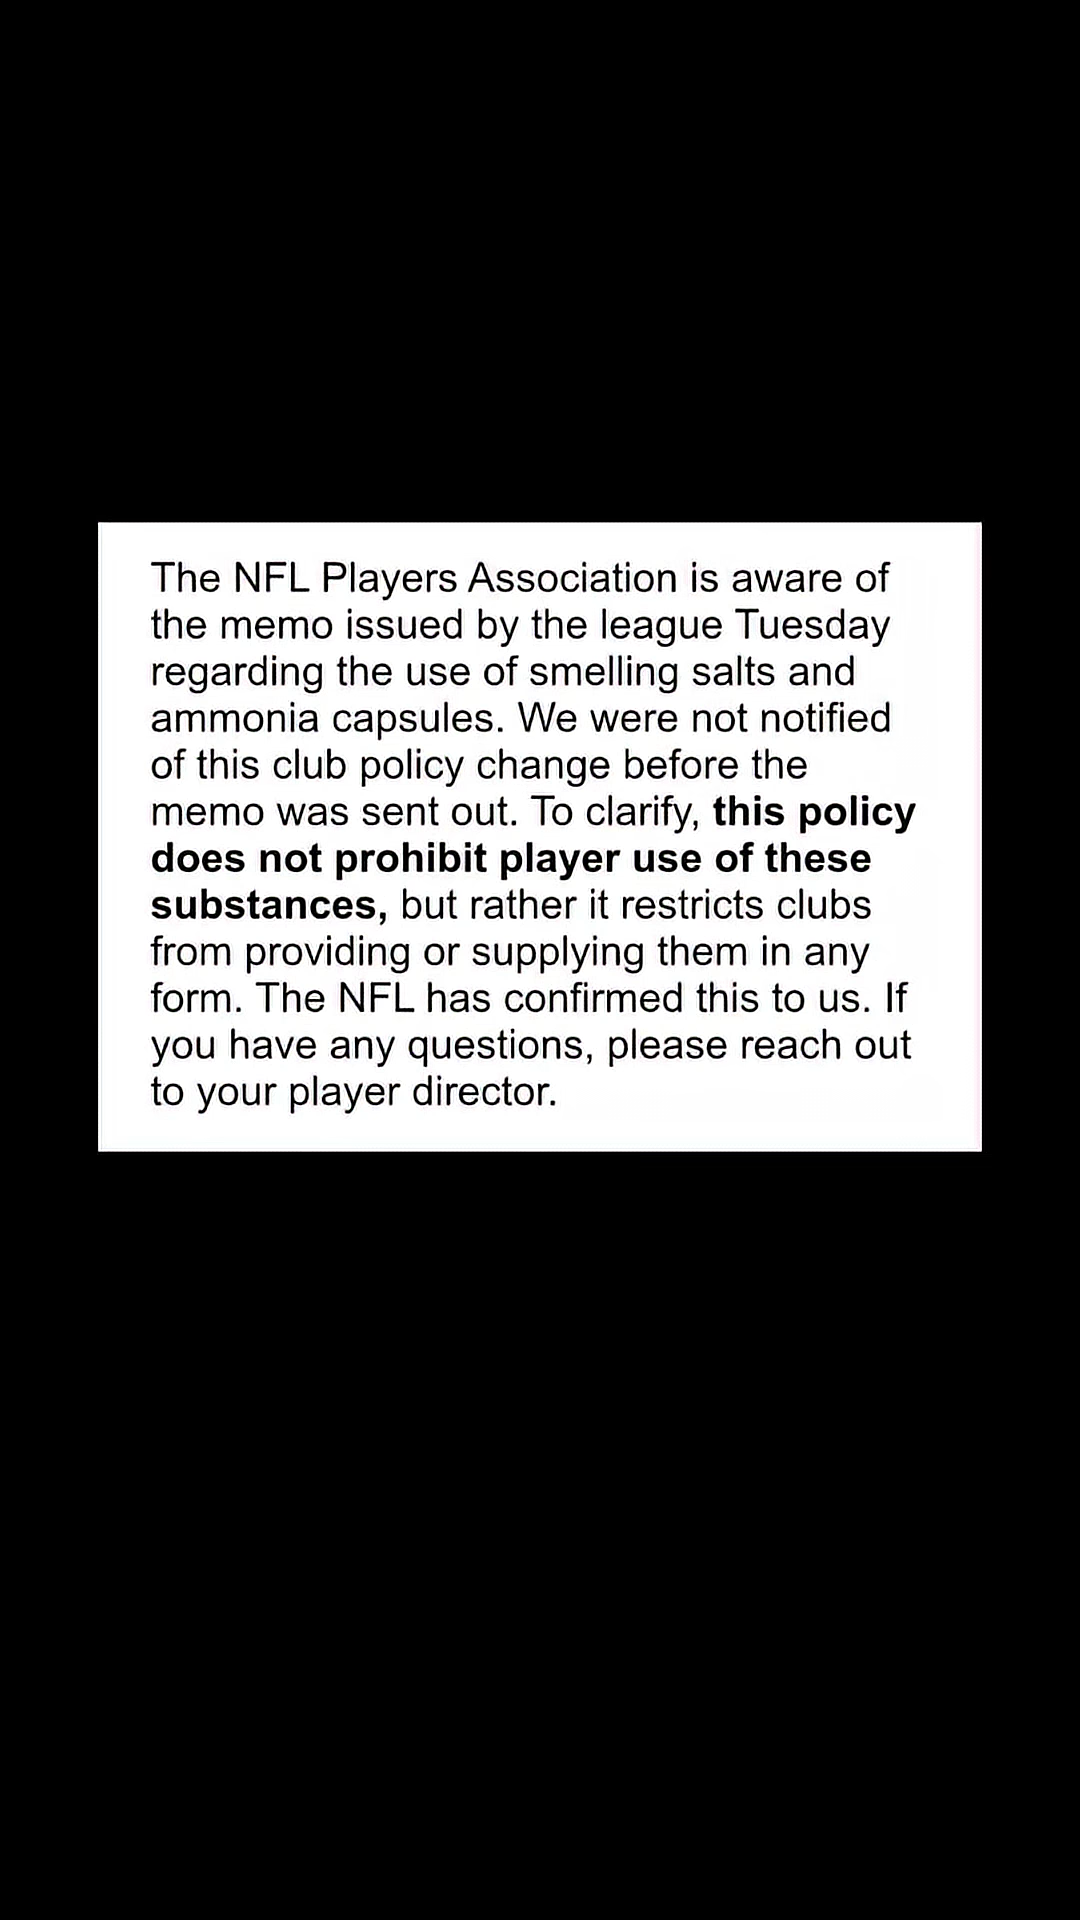 The NFL Players Association is aware of
the memo issued by the league Tuesday
regarding the use of smelling salts and
ammonia capsules. We were not notified
of this club policy change before the
memo was sent out. To clarify, this policy
does not prohibit player use of these
substances, but rather it restricts clubs
from providing or supplying them in any
form. The NFL has confirmed this to us. If
you have any questions, please reach out
to your player director.